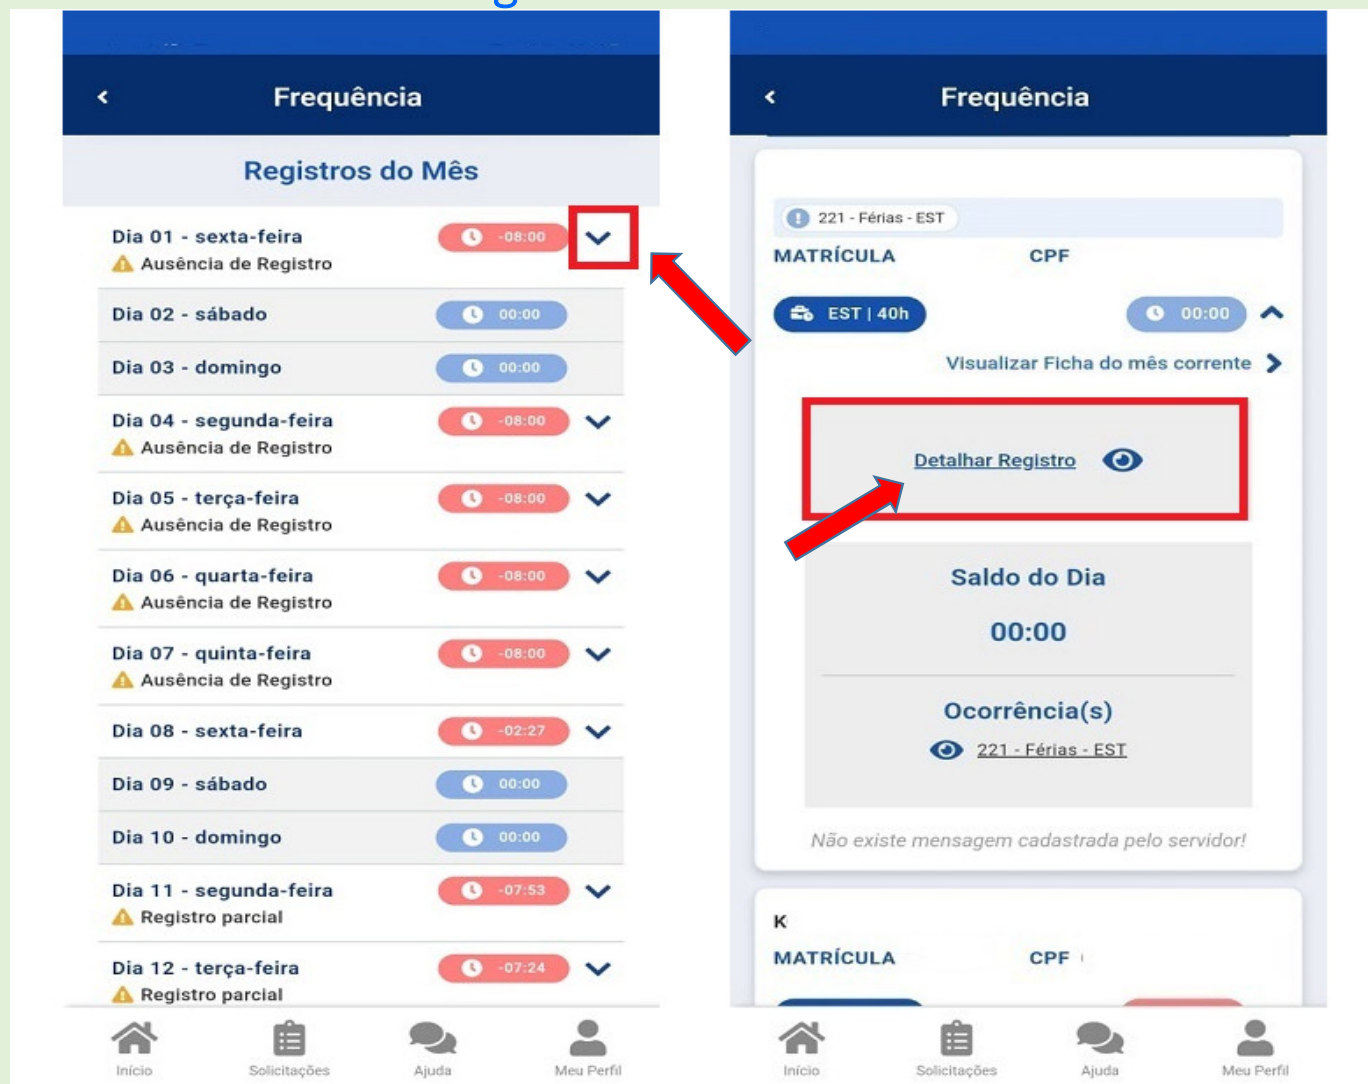 Frequência
Registros do Mês
Dia 01 - sexta-feira -08:00
Ausência de Registro
Dia 02 - sábado 00:00
Dia 03 - domingo 00:00
Dia 04 - segunda-feira -08:00
Ausência de Registro
Dia 05 - terça-feira -08:00
Ausência de Registro
Dia 06 - quarta-feira -08:00
Ausência de Registro
Dia 07 - quinta-feira -08:00
Ausência de Registro
Dia 08 - sexta-feira -02:27
Dia 09 - sábado 00:00
Dia 10 - domingo 00:00
Dia 11 - segunda-feira -07:53
Registro parcial
Dia 12 - terça-feira -07:24
Registro parcial
Início Solicitações Ajuda Meu Perfil
Frequência
221 - Férias - EST
MATRÍCULA CPF
EST | 40h 00:00
Visualizar Ficha do mês corrente
Detalhar Registro
Saldo do Dia
00:00
Ocorrência(s)
221 - Férias - EST
Não existe mensagem cadastrada pelo servidor!
K
MATRÍCULA CPF
Início Solicitações Ajuda Meu Perfil